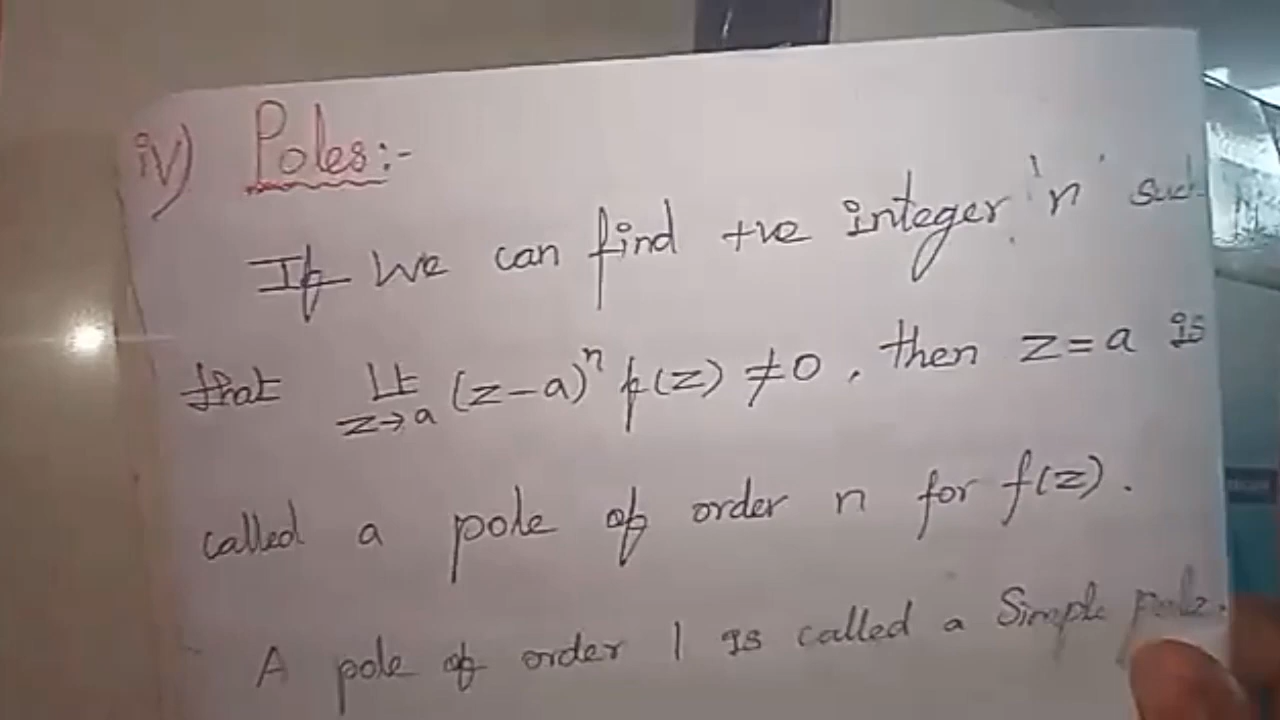 iv) Poles:-
If we can find +ve integer 'n' such
that Lt z→a (z-a)ⁿ f(z) ≠0, then z=a is
called a pole of order n for f(z).
A pole of order 1 is called a Simple pole.